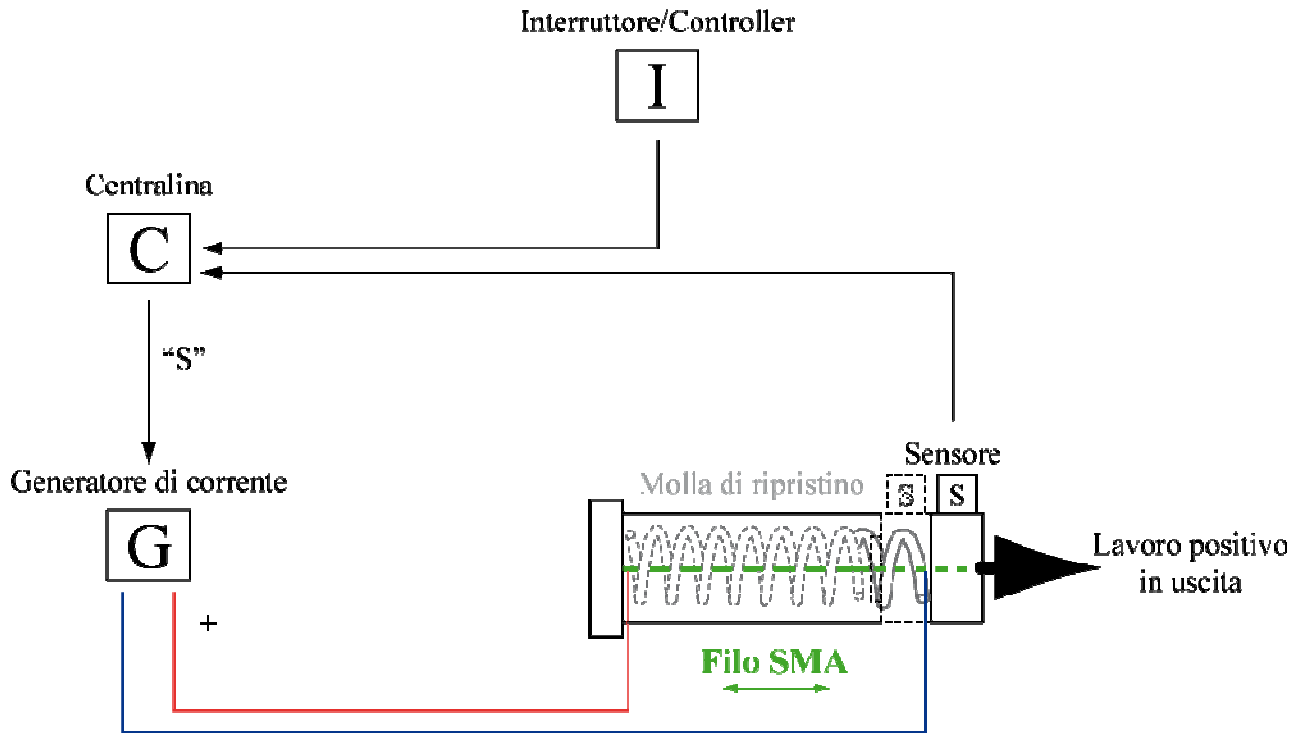 Interruttore/Controller
I
Centralina
C
“S”
Generatore di corrente
G
+
Sensore
Molla di ripristino
S S
Lavoro positivo
in uscita
Filo SMA